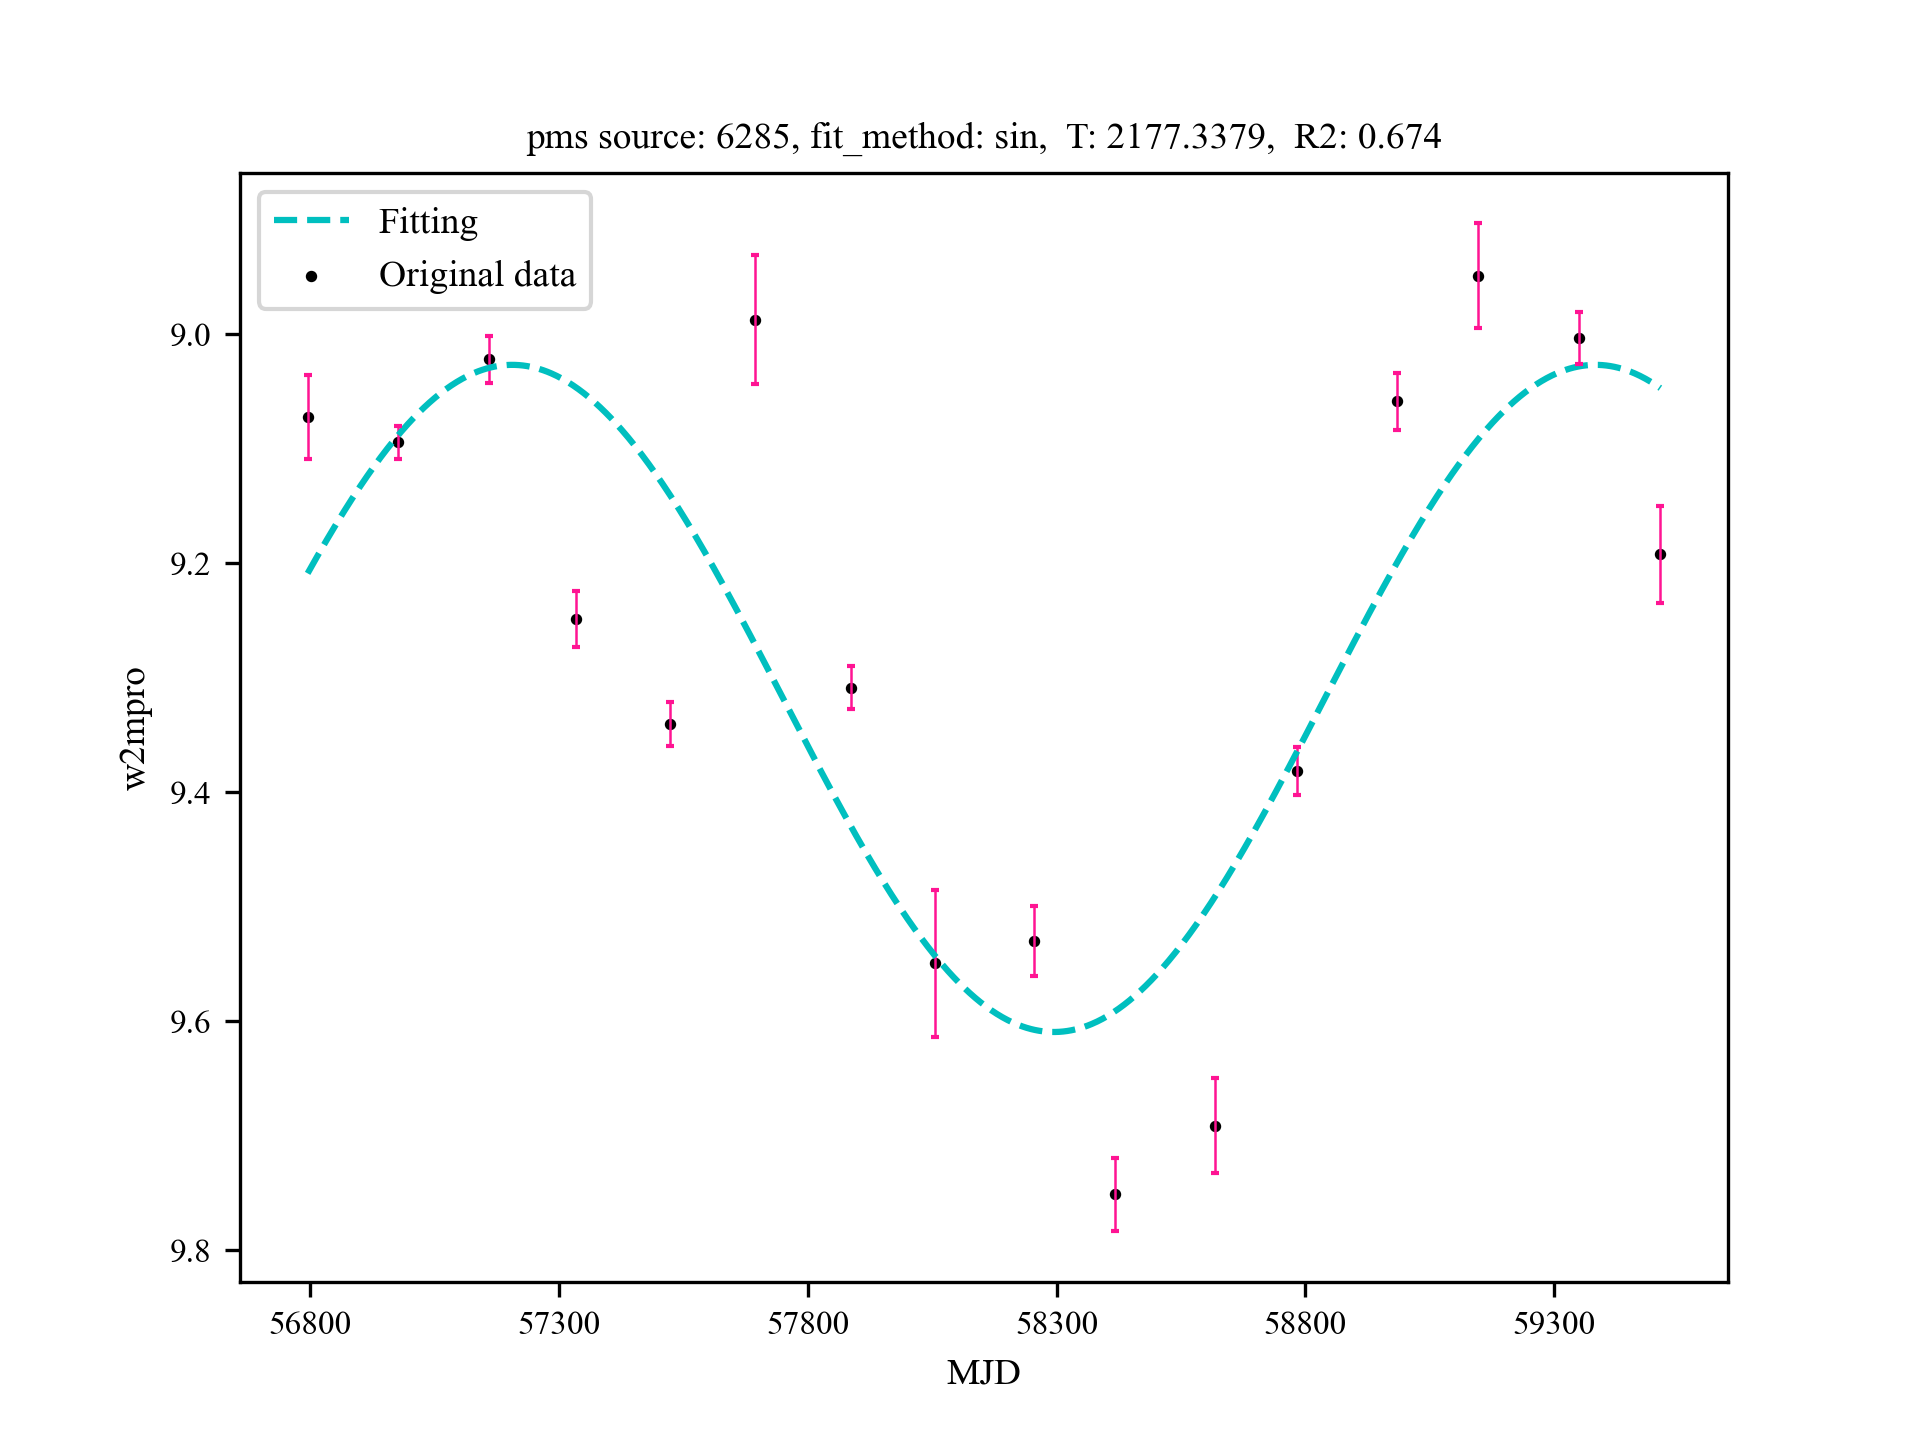 pms source: 6285, fit_method: sin,  T: 2177.3379,  R2: 0.674
Fitting
Original data
9.0
9.2
9.4
9.6
9.8
w2mpro
56800 57300 57800 58300 58800 59300
MJD